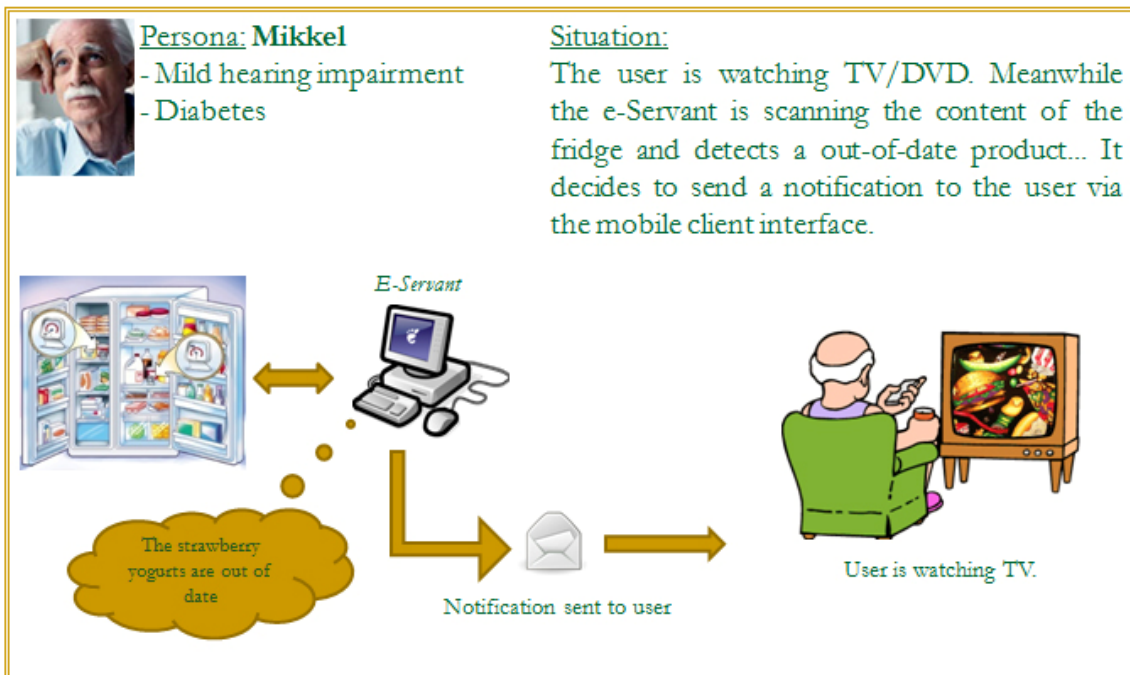 Persona: Mikkel
- Mild hearing impairment
- Diabetes
Situation:
The user is watching TV/DVD. Meanwhile
the e-Servant is scanning the content of the
fridge and detects a out-of-date product... It
decides to send a notification to the user via
the mobile client interface.
E-Servant
The strawberry
yogurts are out of
date
Notification sent to user
User is watching TV.